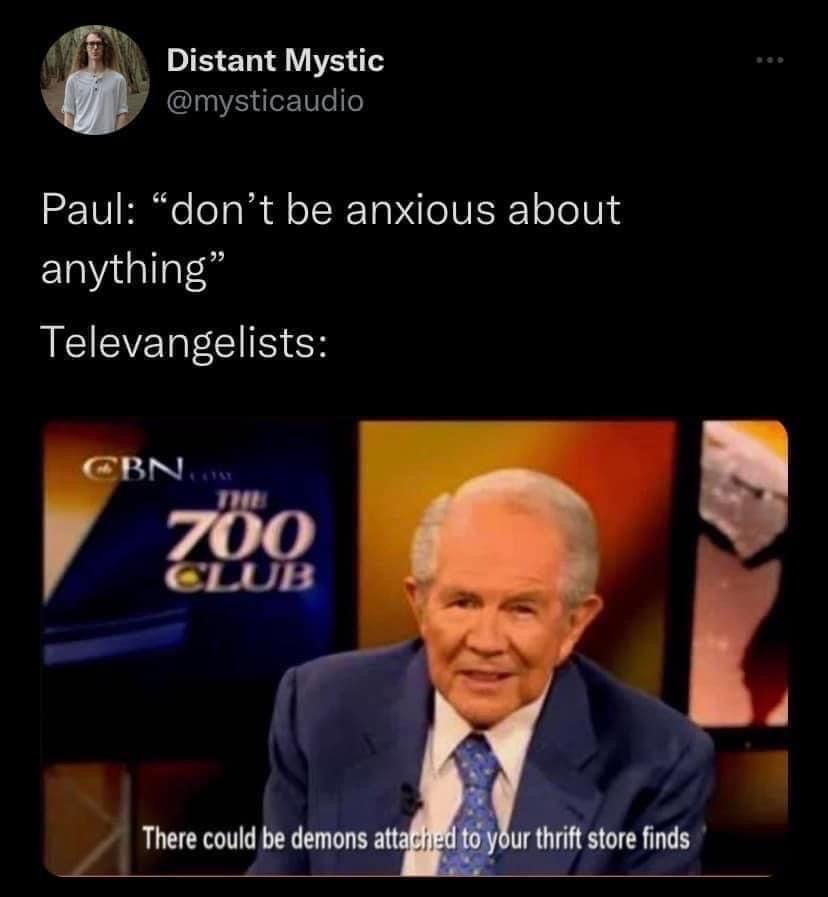 Distant Mystic
@mysticaudio
Paul: “don’t be anxious about
anything”
Televangelists:
CBN.COM
THE
700
CLUB
There could be demons attached to your thrift store finds